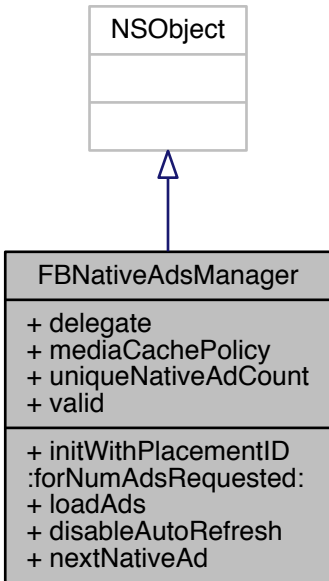 NSObject
FBNativeAdsManager
+ delegate
+ mediaCachePolicy
+ uniqueNativeAdCount
+ valid
+ initWithPlacementID
:forNumAdsRequested:
+ loadAds
+ disableAutoRefresh
+ nextNativeAd